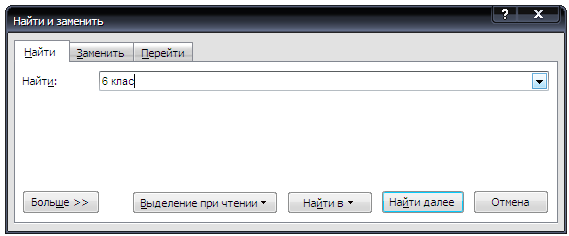 Найти и заменить
Найти Заменить Перейти
Найти: 6 клас
Больше >> Выделение при чтении Найти в Найти далее Отмена